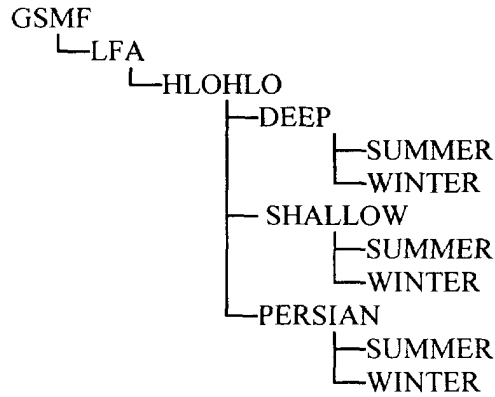 GSMF
LFA
HLOHLO
DEEP
SUMMER
WINTER
SHALLOW
SUMMER
WINTER
PERSIAN
SUMMER
WINTER